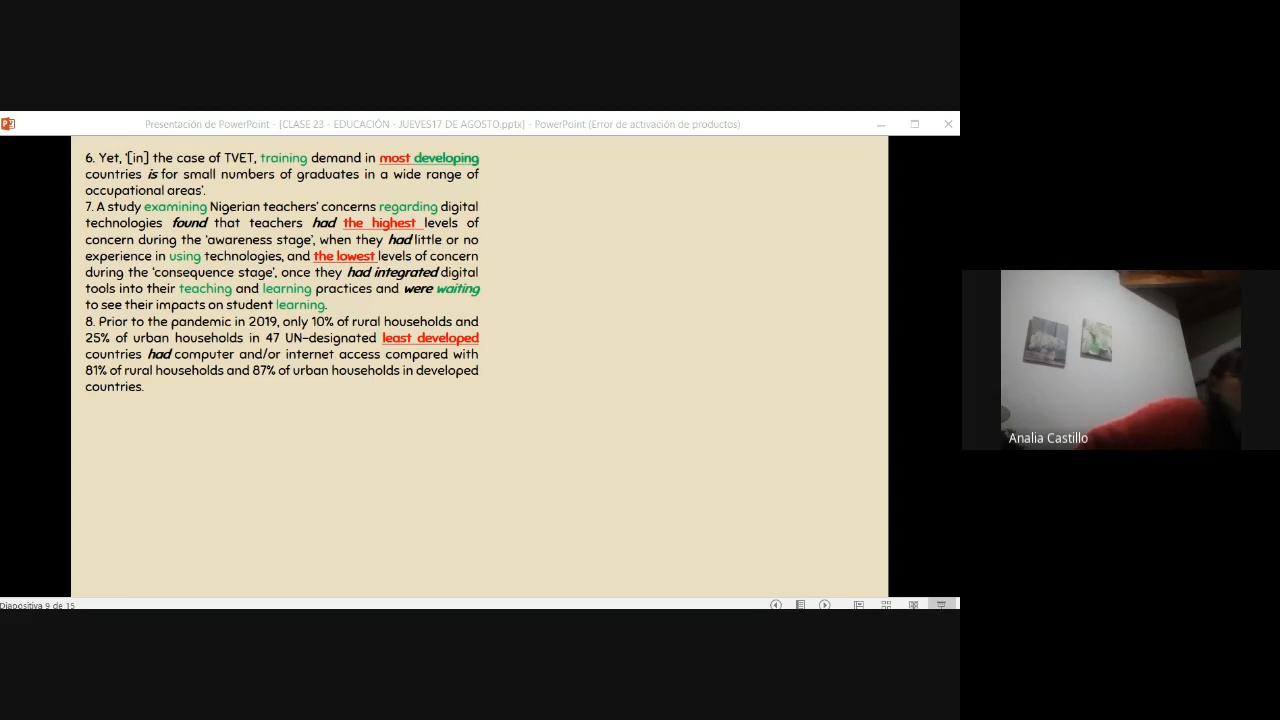 Presentación de PowerPoint - [CLASE 23 - EDUCACIÓN - JUEVES17 DE AGOSTO.pptx] - PowerPoint (Error de activación de productos)
6. Yet, '[in] the case of TVET, training demand in most developing
countries is for small numbers of graduates in a wide range of
occupational areas'.
7. A study examining Nigerian teachers' concerns regarding digital
technologies found that teachers had the highest levels of
concern during the 'awareness stage', when they had little or no
experience in using technologies, and the lowest levels of concern
during the 'consequence stage', once they had integrated digital
tools into their teaching and learning practices and were waiting
to see their impacts on student learning.
8. Prior to the pandemic in 2019, only 10% of rural households and
25% of urban households in 47 UN-designated least developed
countries had computer and/or internet access compared with
81% of rural households and 87% of urban households in developed
countries.
Analia Castillo
Diapositiva 9 de 15